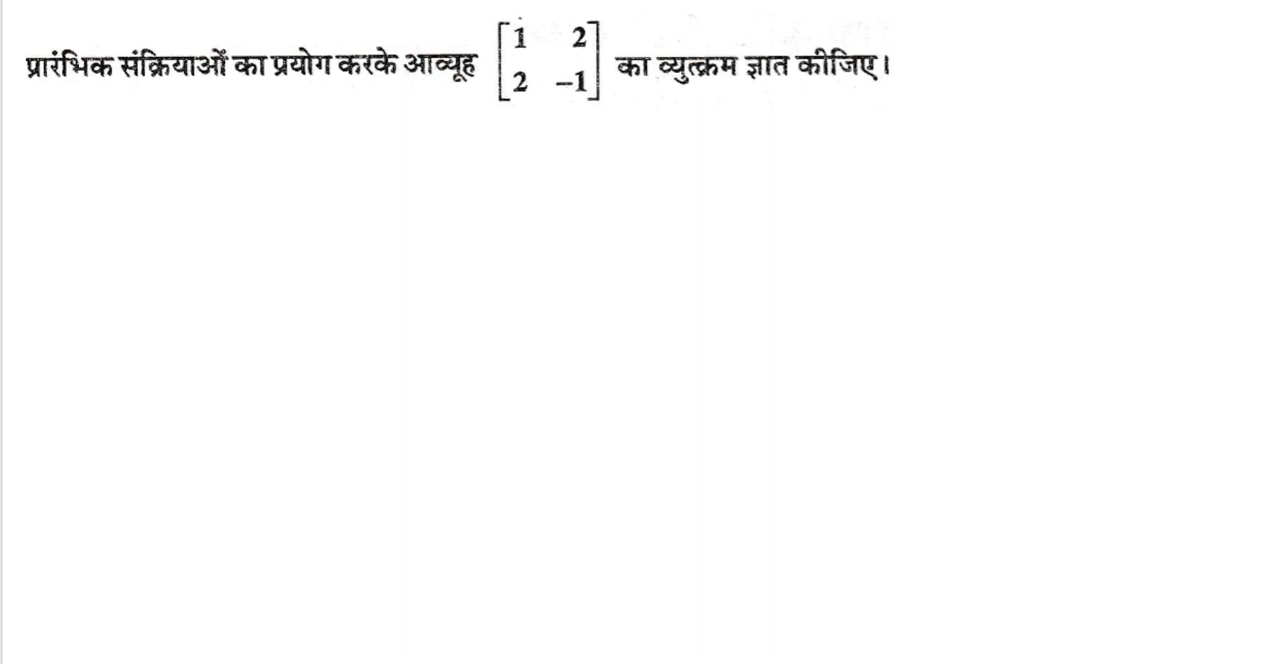 प्रारंभिक संक्रियाओं का प्रयोग करके आव्यूह [1 2; 2 –1] का व्युत्क्रम ज्ञात कीजिए।